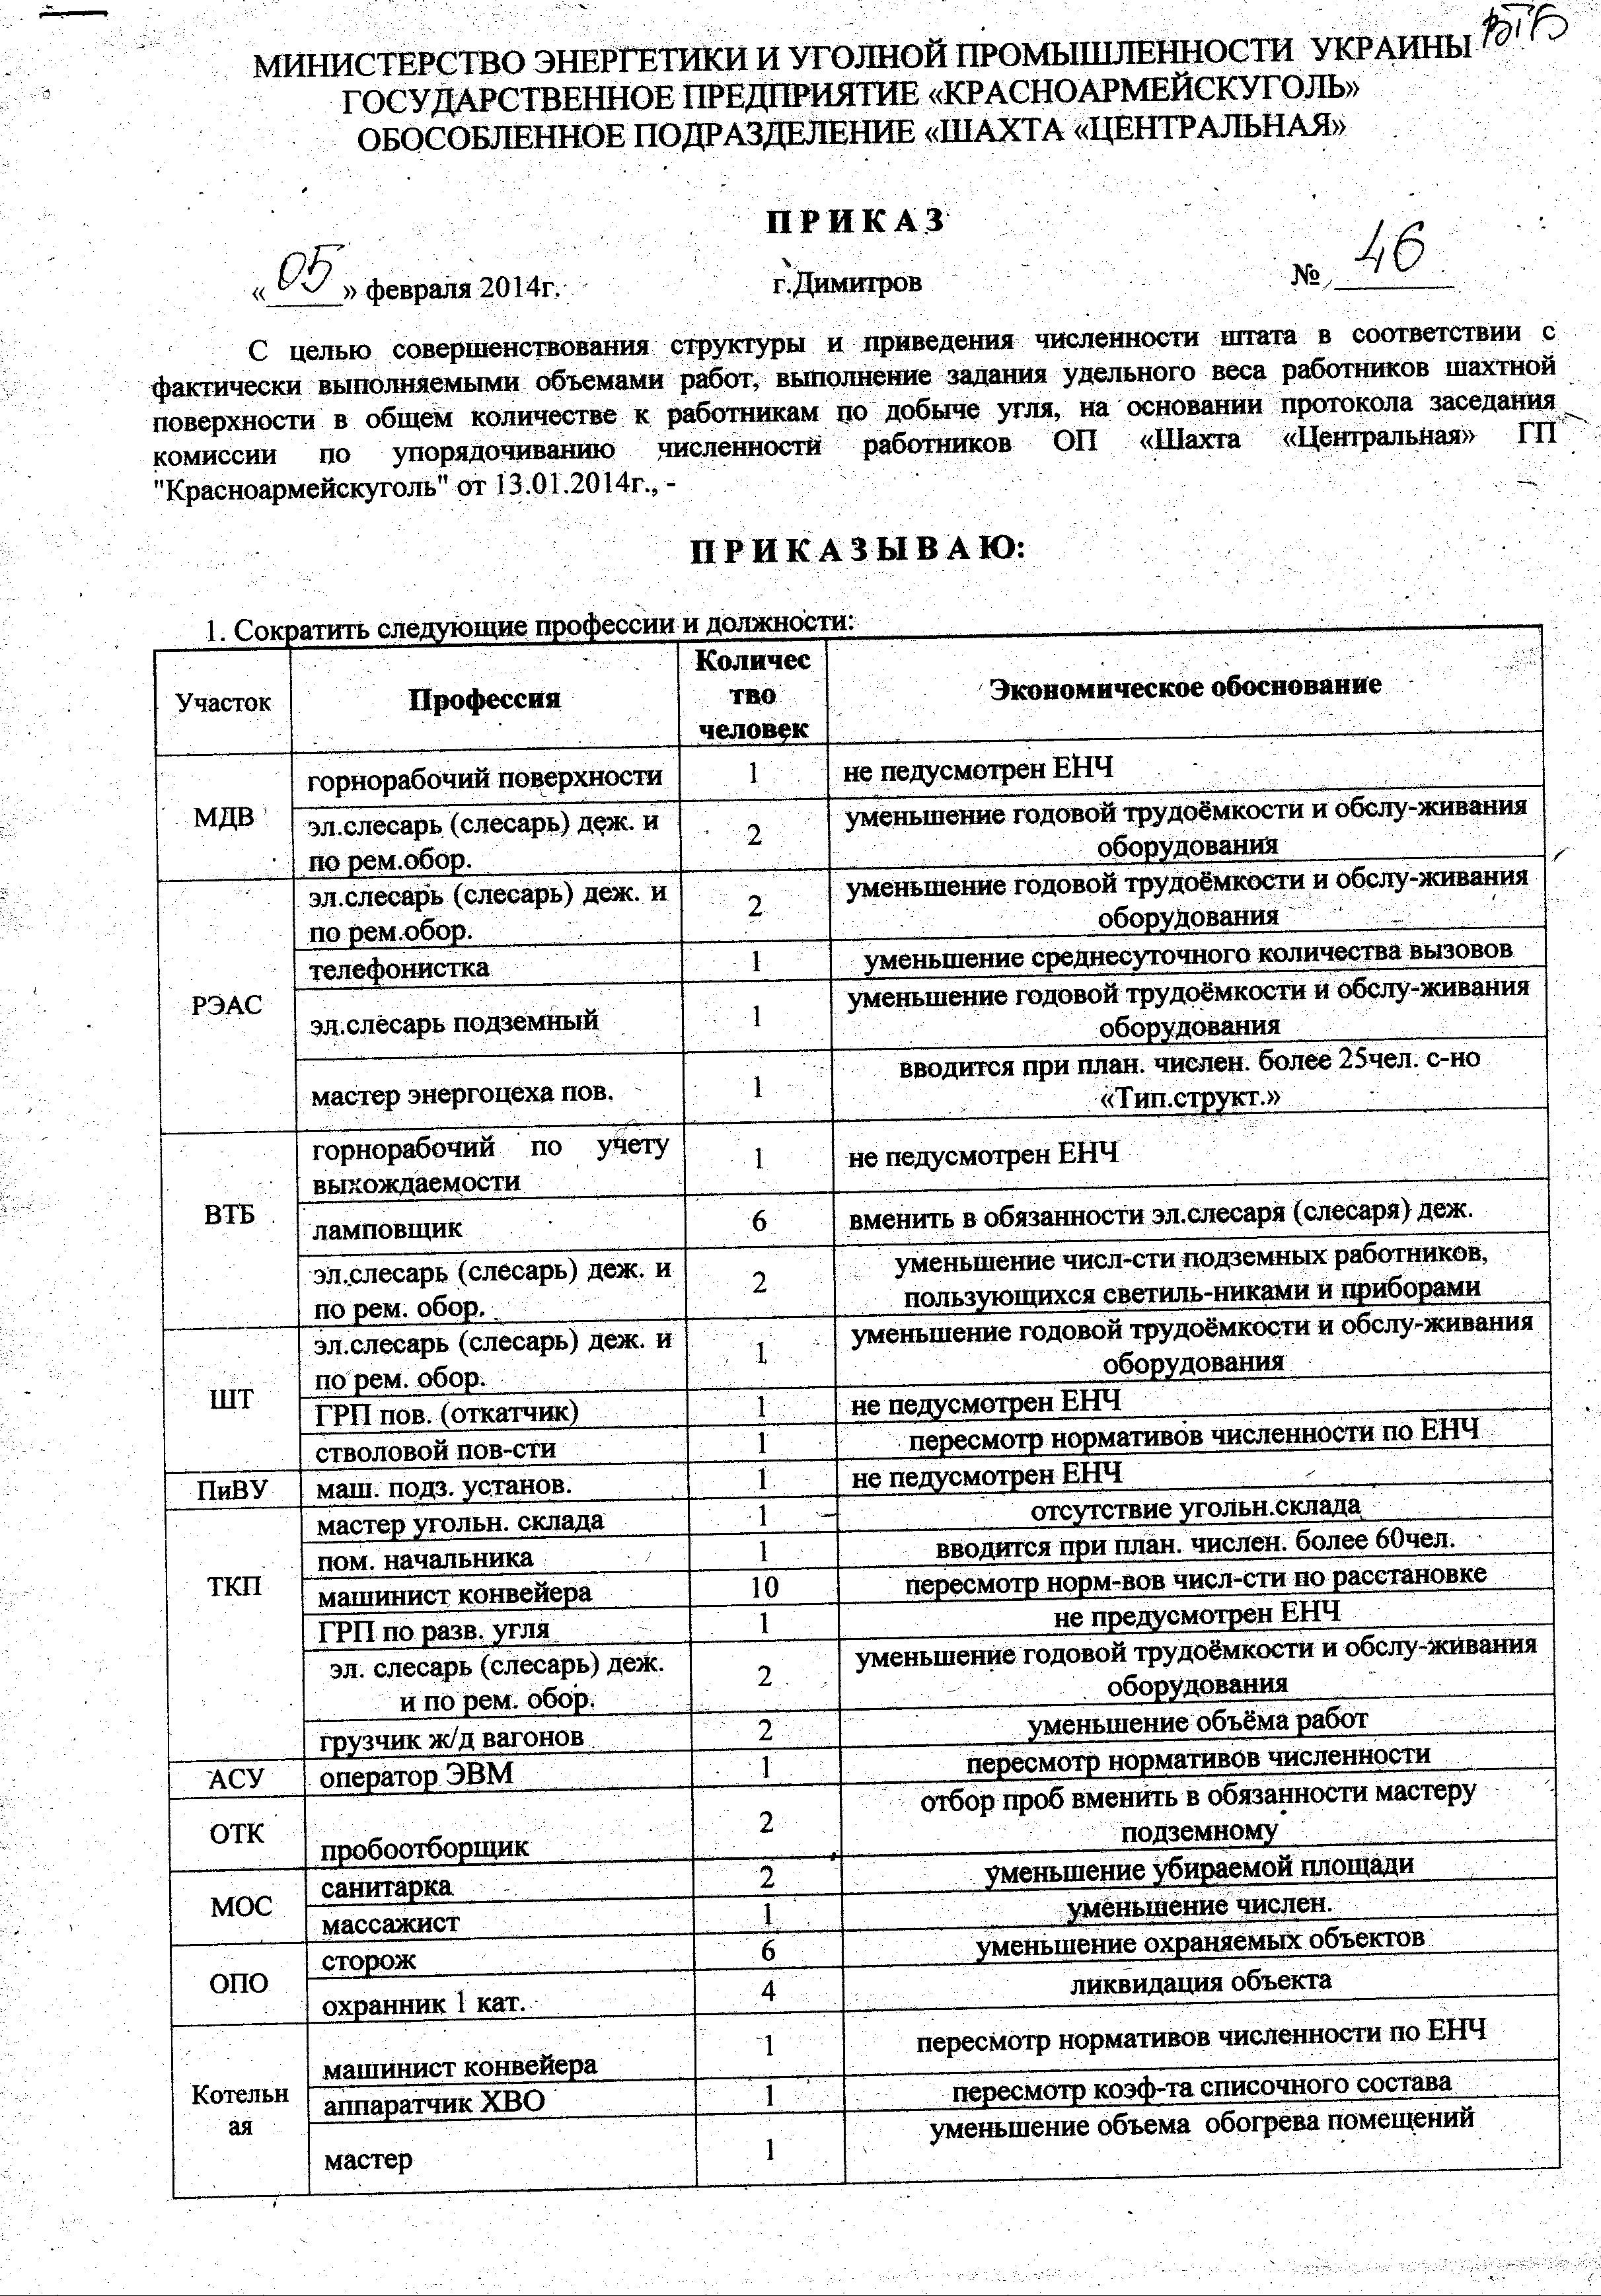 ВТБ
МИНИСТЕРСТВО ЭНЕРГЕТИКИ И УГОЛНОЙ ПРОМЫШЛЕННОСТИ УКРАИНЫ
ГОСУДАРСТВЕННОЕ ПРЕДПРИЯТИЕ «КРАСНОАРМЕЙСКУГОЛЬ»
ОБОСОБЛЕННОЕ ПОДРАЗДЕЛЕНИЕ «ШАХТА «ЦЕНТРАЛЬНАЯ»
П Р И К А З
«05» февраля 2014г. г.Димитров № 46
С целью совершенствования структуры и приведения численности штата в соответствии с
фактически выполняемыми объемами работ, выполнение задания удельного веса работников шахтной
поверхности в общем количестве к работникам по добыче угля, на основании протокола заседания
комиссии по упорядочиванию численности работников ОП «Шахта «Центральная» ГП
"Красноармейскуголь" от 13.01.2014г., -
П Р И К А З Ы В А Ю:
1. Сократить следующие профессии и должности:
Участок
Профессия
Количес
тво
человек
Экономическое обоснование
МДВ
горнорабочий поверхности
1
не педусмотрен ЕНЧ
эл.слесарь (слесарь) деж. и
по рем.обор.
2
уменьшение годовой трудоёмкости и обслу-живания
оборудования
РЭАС
эл.слесарь (слесарь) деж. и
по рем.обор.
2
уменьшение годовой трудоёмкости и обслу-живания
оборудования
телефонистка
1
уменьшение среднесуточного количества вызовов
эл.слесарь подземный
1
уменьшение годовой трудоёмкости и обслу-живания
оборудования
мастер энергоцеха пов.
1
вводится при план. числен. более 25чел. с-но
«Тип.структ.»
ВТБ
горнорабочий по учету
выхождаемости
1
не педусмотрен ЕНЧ
ламповщик
6
вменить в обязанности эл.слесаря (слесаря) деж.
эл.слесарь (слесарь) деж. и
по рем. обор.
2
уменьшение числ-сти подземных работников,
пользующихся светиль-никами и приборами
ШТ
эл.слесарь (слесарь) деж. и
по рем. обор.
1
уменьшение годовой трудоёмкости и обслу-живания
оборудования
ГРП пов. (откатчик)
1
не педусмотрен ЕНЧ
стволовой пов-сти
1
пересмотр нормативов численности по ЕНЧ
ПиВУ
маш. подз. установ.
1
не педусмотрен ЕНЧ
ТКП
мастер угольн. склада
1
отсутствие угольн.склада
пом. начальника
1
вводится при план. числен. более 60чел.
машинист конвейера
10
пересмотр норм-вов числ-сти по расстановке
ГРП по разв. угля
1
не предусмотрен ЕНЧ
эл. слесарь (слесарь) деж.
и по рем. обор.
2
уменьшение годовой трудоёмкости и обслу-живания
оборудования
грузчик ж/д вагонов
2
уменьшение объёма работ
АСУ
оператор ЭВМ
1
пересмотр нормативов численности
ОТК
пробоотборщик
2
отбор проб вменить в обязанности мастеру
подземному
МОС
санитарка
2
уменьшение убираемой площади
массажист
1
уменьшение числен.
ОПО
сторож
6
уменьшение охраняемых объектов
охранник 1 кат.
4
ликвидация объекта
Котельн
ая
машинист конвейера
1
пересмотр нормативов численности по ЕНЧ
аппаратчик ХВО
1
пересмотр коэф-та списочного состава
мастер
1
уменьшение объема обогрева помещений